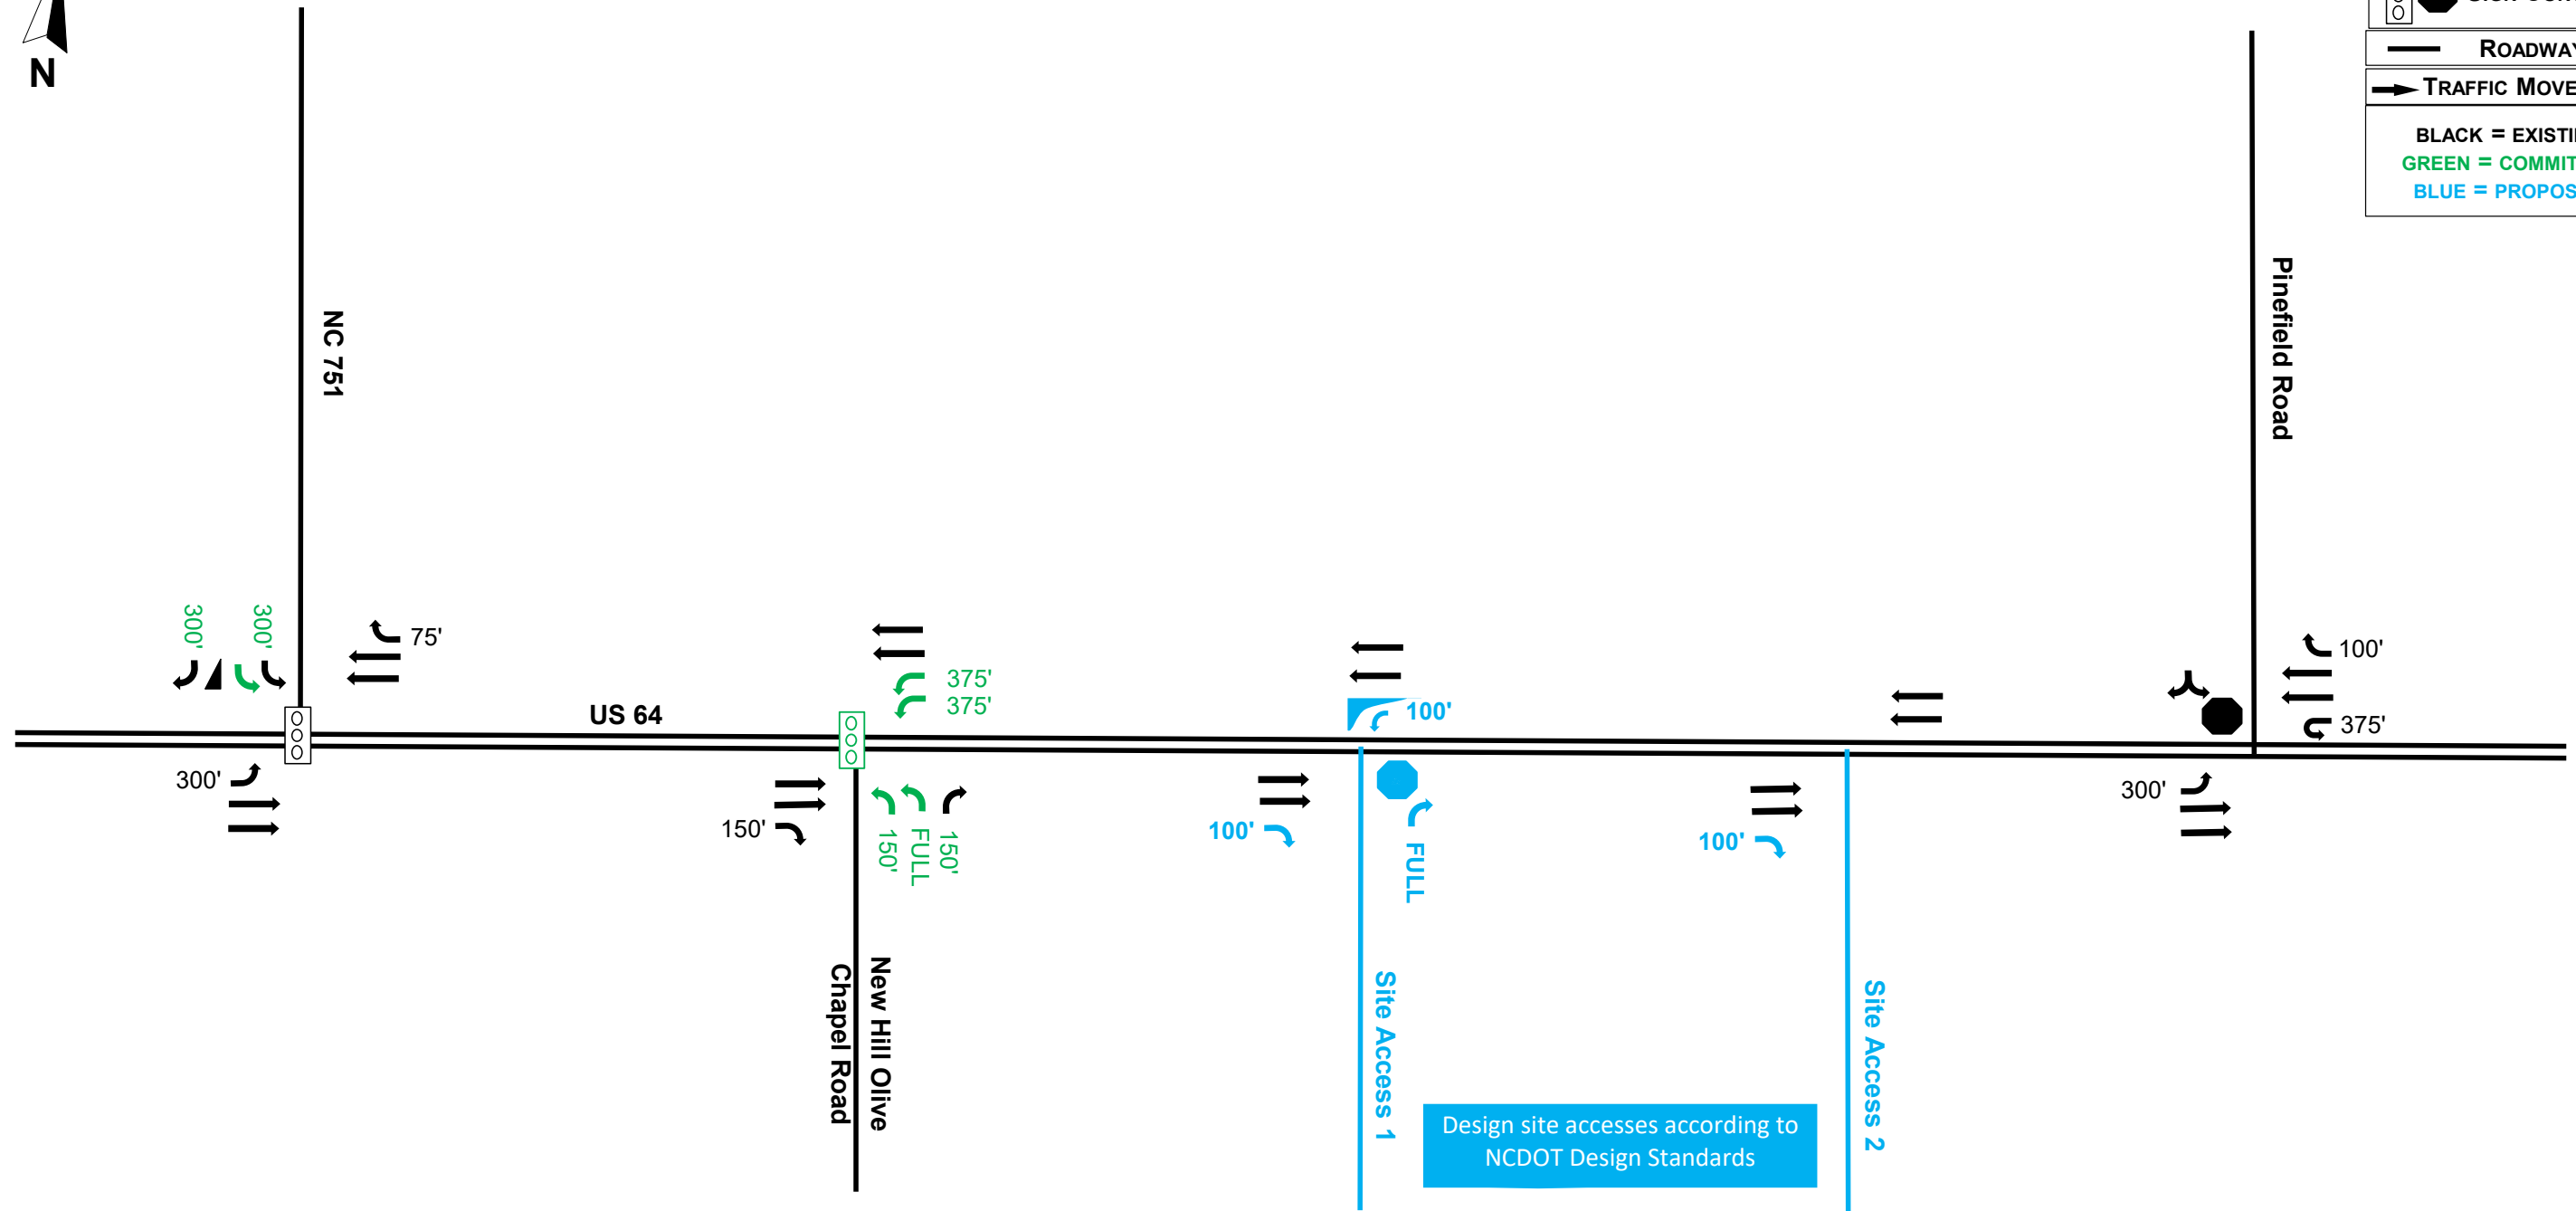 N
ROADWAY
TRAFFIC MOVE
BLACK = EXISTI
GREEN = COMMIT
BLUE = PROPOS
NC 751
Pinefield Road
300'
300'
75'
375'
375'
100'
100'
375'
US 64
300'
150'
150'
FULL
150'
100'
FULL
100'
300'
New Hill Olive
Chapel Road
Site Access 1
Site Access 2
Design site accesses according to
NCDOT Design Standards